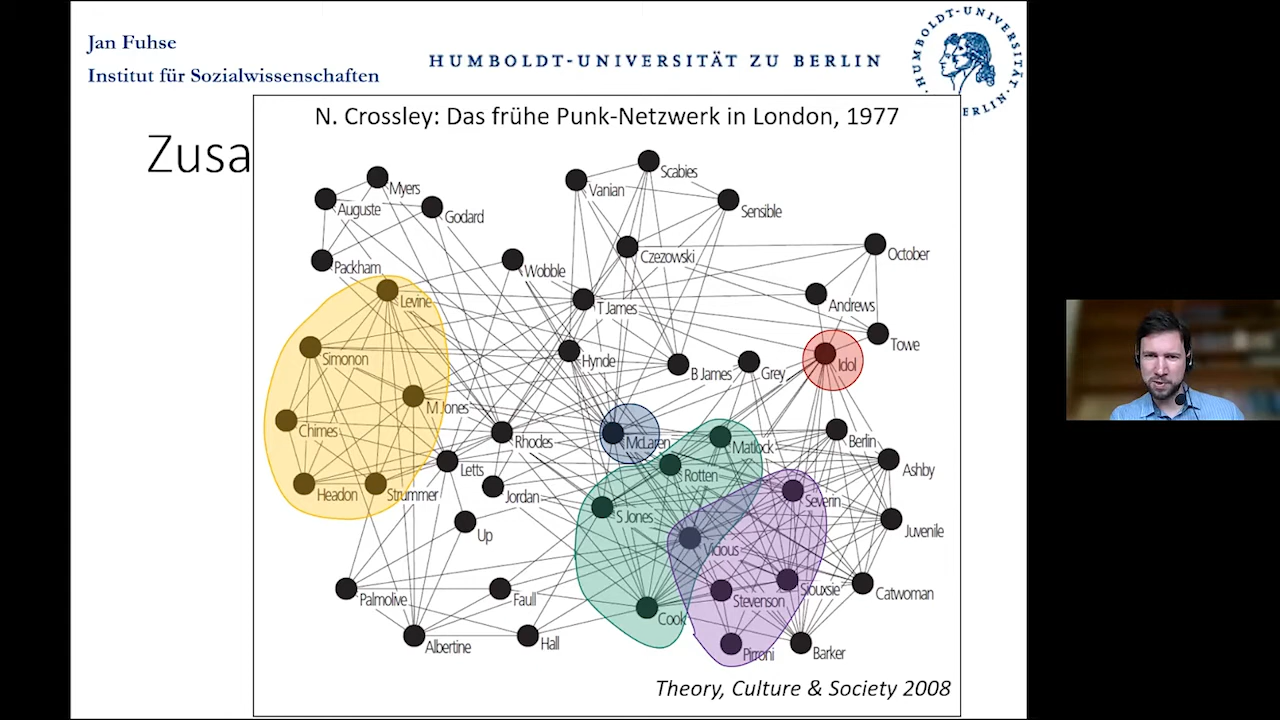 Jan Fuhse
Institut für Sozialwissenschaften
HUMBOLDT-UNIVERSITÄT ZU BERLIN
HUMBOLDT-UNIVERSITÄT
BERLIN
Zusa
N. Crossley: Das frühe Punk-Netzwerk in London, 1977
Scabies
Myers
Vanian
Auguste
Sensible
Godard
October
Czezowski
Packham
Wobble
Levine
Andrews
T James
Towe
Simonon
Hynde
Idol
B James
Grey
M Jones
Chimes
Rhodes
McLaren
Matlock
Berlin
Letts
Ashby
Rotten
Headon
Strummer
Jordan
Severin
S Jones
Up
Juvenile
Vicious
Palmolive
Faull
Siouxsie
Catwoman
Stevenson
Cook
Albertine
Hall
Pirroni
Barker
Theory, Culture & Society 2008